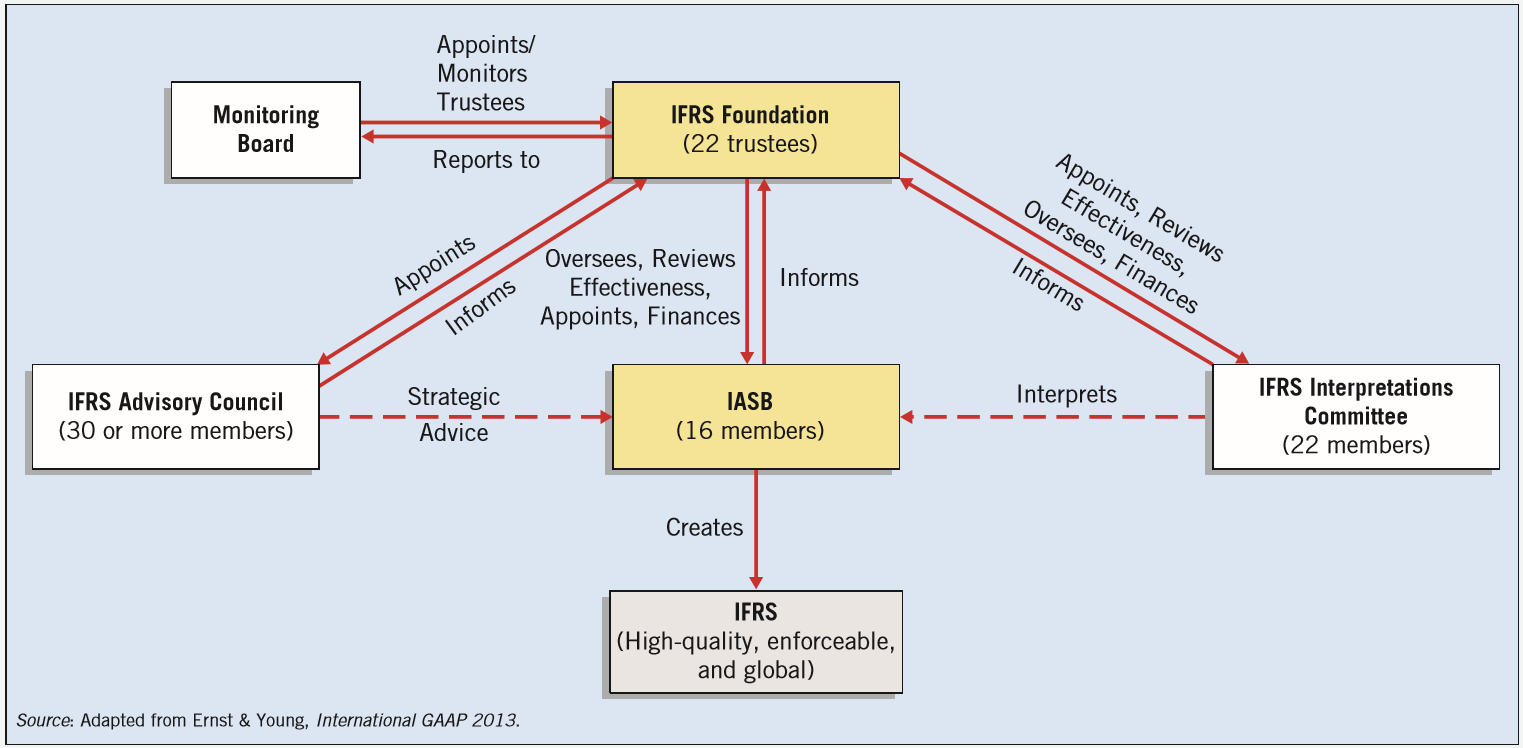 Appoints/
Monitors
Trustees
Monitoring
Board
IFRS Foundation
(22 trustees)
Reports to
Appoints, Reviews
Effectiveness,
Oversees, Finances
Informs
Appoints
Informs
Oversees, Reviews
Effectiveness,
Appoints, Finances
Informs
IFRS Advisory Council
(30 or more members)
Strategic
Advice
IASB
(16 members)
Interprets
IFRS Interpretations
Committee
(22 members)
Creates
IFRS
(High-quality, enforceable,
and global)
Source: Adapted from Ernst & Young, International GAAP 2013.